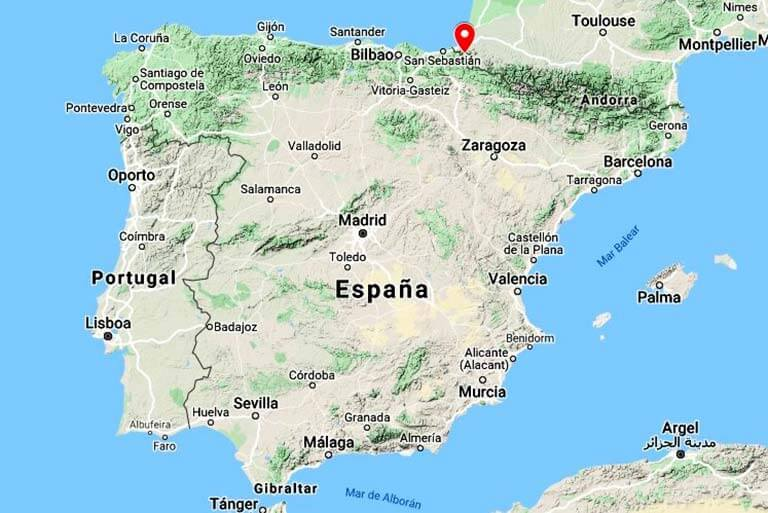 Toulouse
Nimes
Montpellier
M
Gijón
Santander
La Coruña
Oviedo
Bilbao
San Sebastián
Santiago de
Compostela
León
Vitoria-Gasteiz
Andorra
Pontevedra
Orense
Vigo
Gerona
Valladolid
Zaragoza
Barcelona
Oporto
Salamanca
Tarragona
Madrid
Coímbra
Toledo
Castellón
de la Plana
Mar Balear
Portugal
España
Valencia
Palma
Lisboa
Badajoz
Benidorm
Alicante
(Alacant)
Córdoba
Murcia
Sevilla
Huelva
Granada
Albufeira
Faro
Málaga
Almería
Argel
مدينة الجزائر
Gibraltar
Mar de Alborán
Tánger